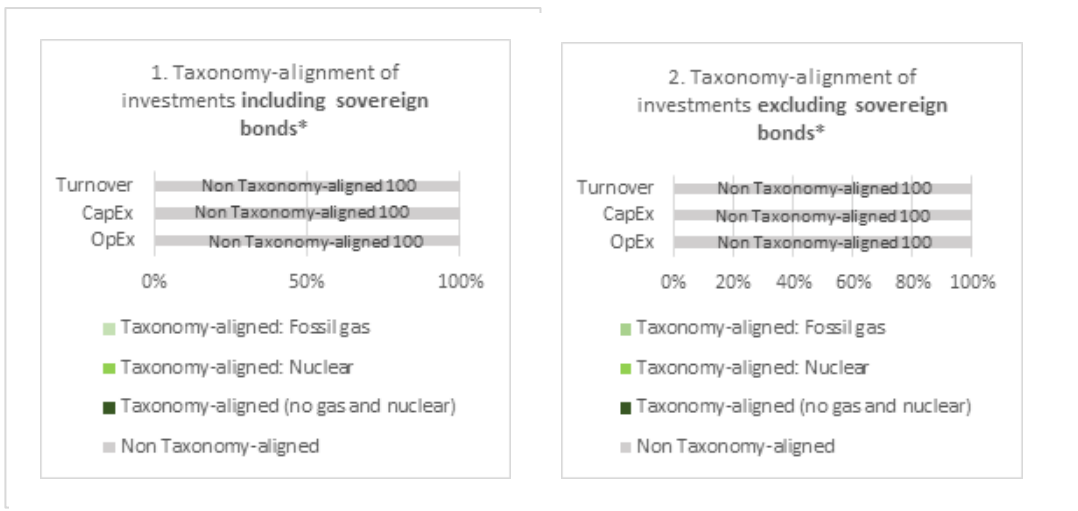 1. Taxonomy-alignment of
investments including sovereign
bonds*
Turnover
Non Taxonomy-aligned 100
CapEx
Non Taxonomy-aligned 100
OpEx
Non Taxonomy-aligned 100
0% 50% 100%
Taxonomy-aligned: Fossil gas
Taxonomy-aligned: Nuclear
Taxonomy-aligned (no gas and nuclear)
Non Taxonomy-aligned
2. Taxonomy-alignment of
investments excluding sovereign
bonds*
Turnover
Non Taxonomy-aligned 100
CapEx
Non Taxonomy-aligned 100
OpEx
Non Taxonomy-aligned 100
0% 20% 40% 60% 80% 100%
Taxonomy-aligned: Fossil gas
Taxonomy-aligned: Nuclear
Taxonomy-aligned (no gas and nuclear)
Non Taxonomy-aligned